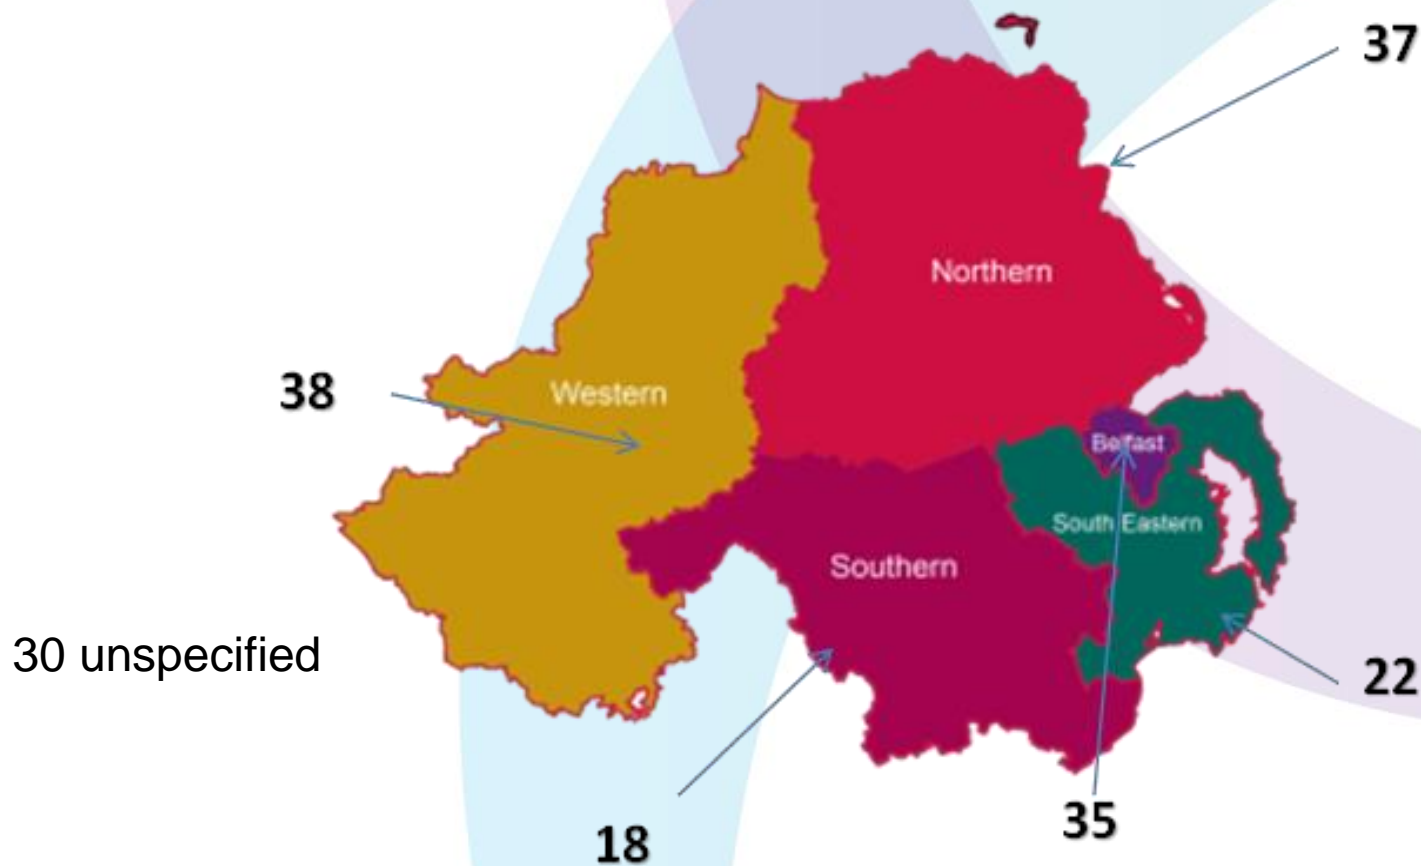 37
Northern
38
Western
Belfast
South Eastern
Southern
30 unspecified
22
35
18